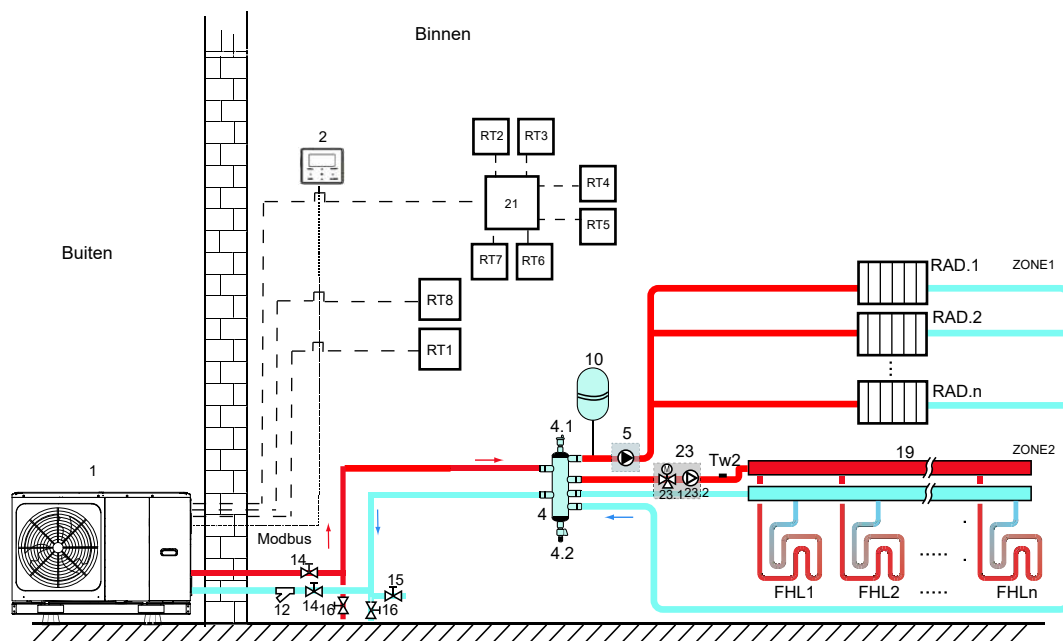 Binnen
Buiten
2
RT2
RT3
RT4
21
RT5
RT7
RT6
RT8
RT1
RAD.1
ZONE1
RAD.2
RAD.n
10
4.1
5
23
Tw2
19
ZONE2
M
23.1
23.2
4
4.2
1
Modbus
14
15
12
14
16
16
FHL1
FHL2
FHLn